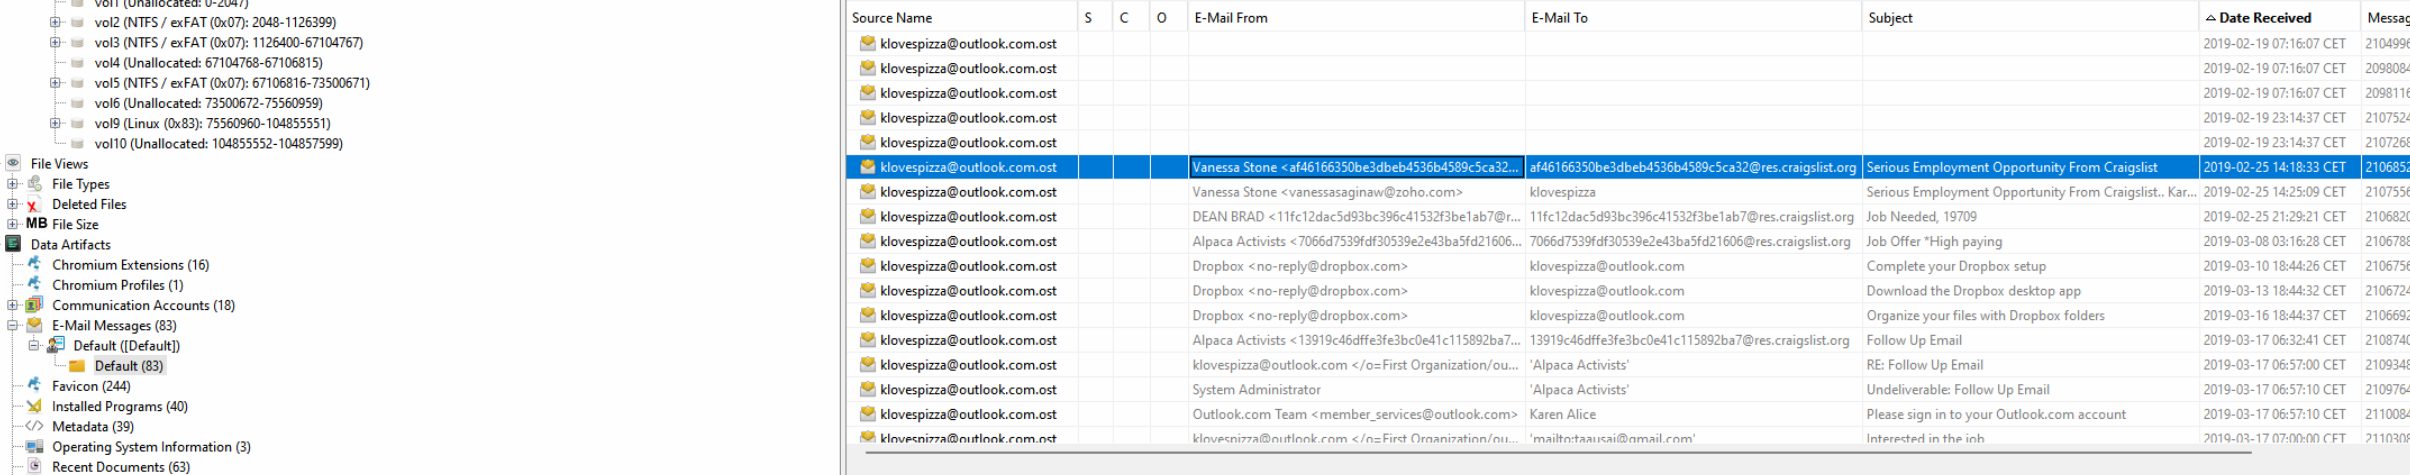 vol1 (Unallocated: 0-2047)
vol2 (NTFS / exFAT (0x07): 2048-1126399)
vol3 (NTFS / exFAT (0x07): 1126400-67104767)
vol4 (Unallocated: 67104768-67106815)
vol5 (NTFS / exFAT (0x07): 67106816-73500671)
vol6 (Unallocated: 73500672-75560959)
vol9 (Linux (0x83): 75560960-104855551)
vol10 (Unallocated: 104855552-104857599)
File Views
File Types
Deleted Files
MB File Size
Data Artifacts
Chromium Extensions (16)
Chromium Profiles (1)
Communication Accounts (18)
E-Mail Messages (83)
Default ([Default])
Default (83)
Favicon (244)
Installed Programs (40)
Metadata (39)
Operating System Information (3)
Recent Documents (63)
Source Name S C O E-Mail From E-Mail To Subject Date Received Messag
klovespizza@outlook.com.ost 2019-02-19 07:16:07 CET 2104996
klovespizza@outlook.com.ost 2019-02-19 07:16:07 CET 2098084
klovespizza@outlook.com.ost 2019-02-19 07:16:07 CET 2098116
klovespizza@outlook.com.ost 2019-02-19 23:14:37 CET 2107524
klovespizza@outlook.com.ost 2019-02-19 23:14:37 CET 2107268
klovespizza@outlook.com.ost Vanessa Stone <af46166350be3dbeb4536b4589c5ca32... af46166350be3dbeb4536b4589c5ca32@res.craigslist.org Serious Employment Opportunity From Craigslist 2019-02-25 14:18:33 CET 2106852
klovespizza@outlook.com.ost Vanessa Stone <vanessasaginaw@zoho.com> klovespizza Serious Employment Opportunity From Craigslist.. Kar... 2019-02-25 14:25:09 CET 2107556
klovespizza@outlook.com.ost DEAN BRAD <11fc12dac5d93bc396c41532f3be1ab7@r... 11fc12dac5d93bc396c41532f3be1ab7@res.craigslist.org Job Needed, 19709 2019-02-25 21:29:21 CET 2106820
klovespizza@outlook.com.ost Alpaca Activists <7066d7539fdf30539e2e43ba5fd21606... 7066d7539fdf30539e2e43ba5fd21606@res.craigslist.org Job Offer *High paying 2019-03-08 03:16:28 CET 2106788
klovespizza@outlook.com.ost Dropbox <no-reply@dropbox.com> klovespizza@outlook.com Complete your Dropbox setup 2019-03-10 18:44:26 CET 2106756
klovespizza@outlook.com.ost Dropbox <no-reply@dropbox.com> klovespizza@outlook.com Download the Dropbox desktop app 2019-03-13 18:44:32 CET 2106724
klovespizza@outlook.com.ost Dropbox <no-reply@dropbox.com> klovespizza@outlook.com Organize your files with Dropbox folders 2019-03-16 18:44:37 CET 2106692
klovespizza@outlook.com.ost Alpaca Activists <13919c46dffe3fe3bc0e41c115892ba7... 13919c46dffe3fe3bc0e41c115892ba7@res.craigslist.org Follow Up Email 2019-03-17 06:32:41 CET 2108740
klovespizza@outlook.com.ost klovespizza@outlook.com </o=First Organization/ou... 'Alpaca Activists' RE: Follow Up Email 2019-03-17 06:57:00 CET 2109348
klovespizza@outlook.com.ost System Administrator 'Alpaca Activists' Undeliverable: Follow Up Email 2019-03-17 06:57:10 CET 2109764
klovespizza@outlook.com.ost Outlook.com Team <member_services@outlook.com> Karen Alice Please sign in to your Outlook.com account 2019-03-17 06:57:10 CET 2110084
klovespizza@outlook.com.ost klovespizza@outlook.com </o=First Organization/ou... 'mailto:taausai@gmail.com' Interested in the job 2019-03-17 07:00:00 CET 2110308